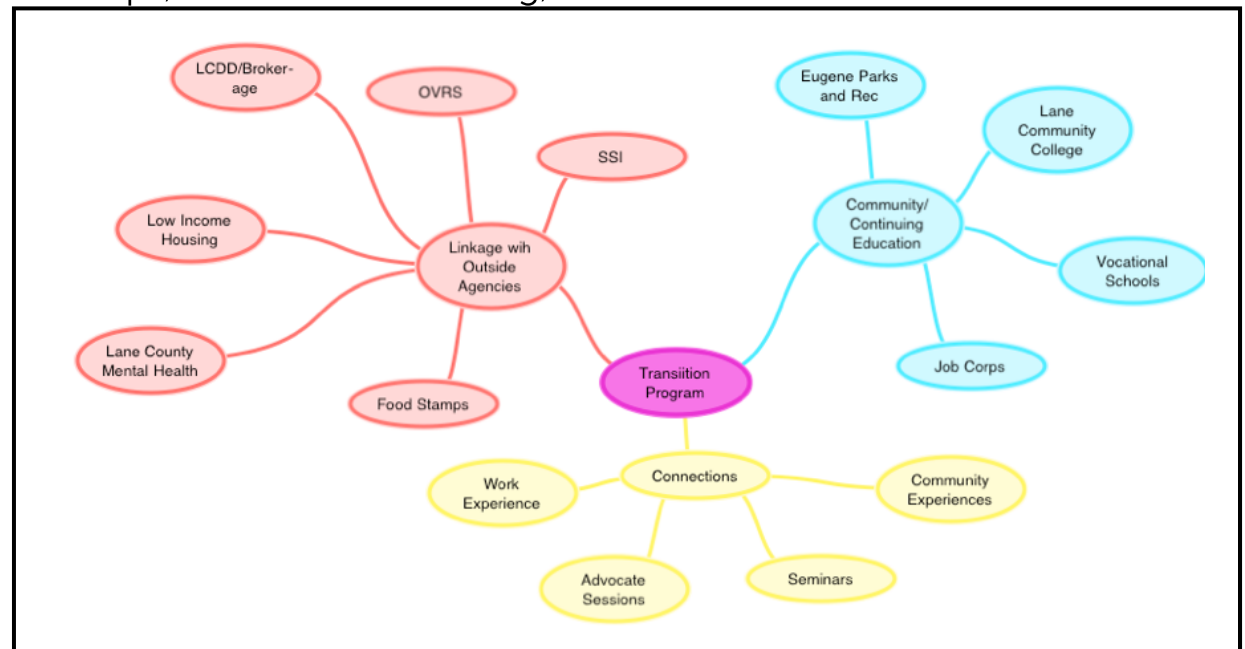 LCDD/Broker-
age
OVRS
SSI
Low Income
Housing
Linkage wih
Outside
Agencies
Lane County
Mental Health
Food Stamps
Eugene Parks
and Rec
Lane
Community
College
Community/
Continuing
Education
Vocational
Schools
Job Corps
Transiition
Program
Connections
Work
Experience
Community
Experiences
Advocate
Sessions
Seminars